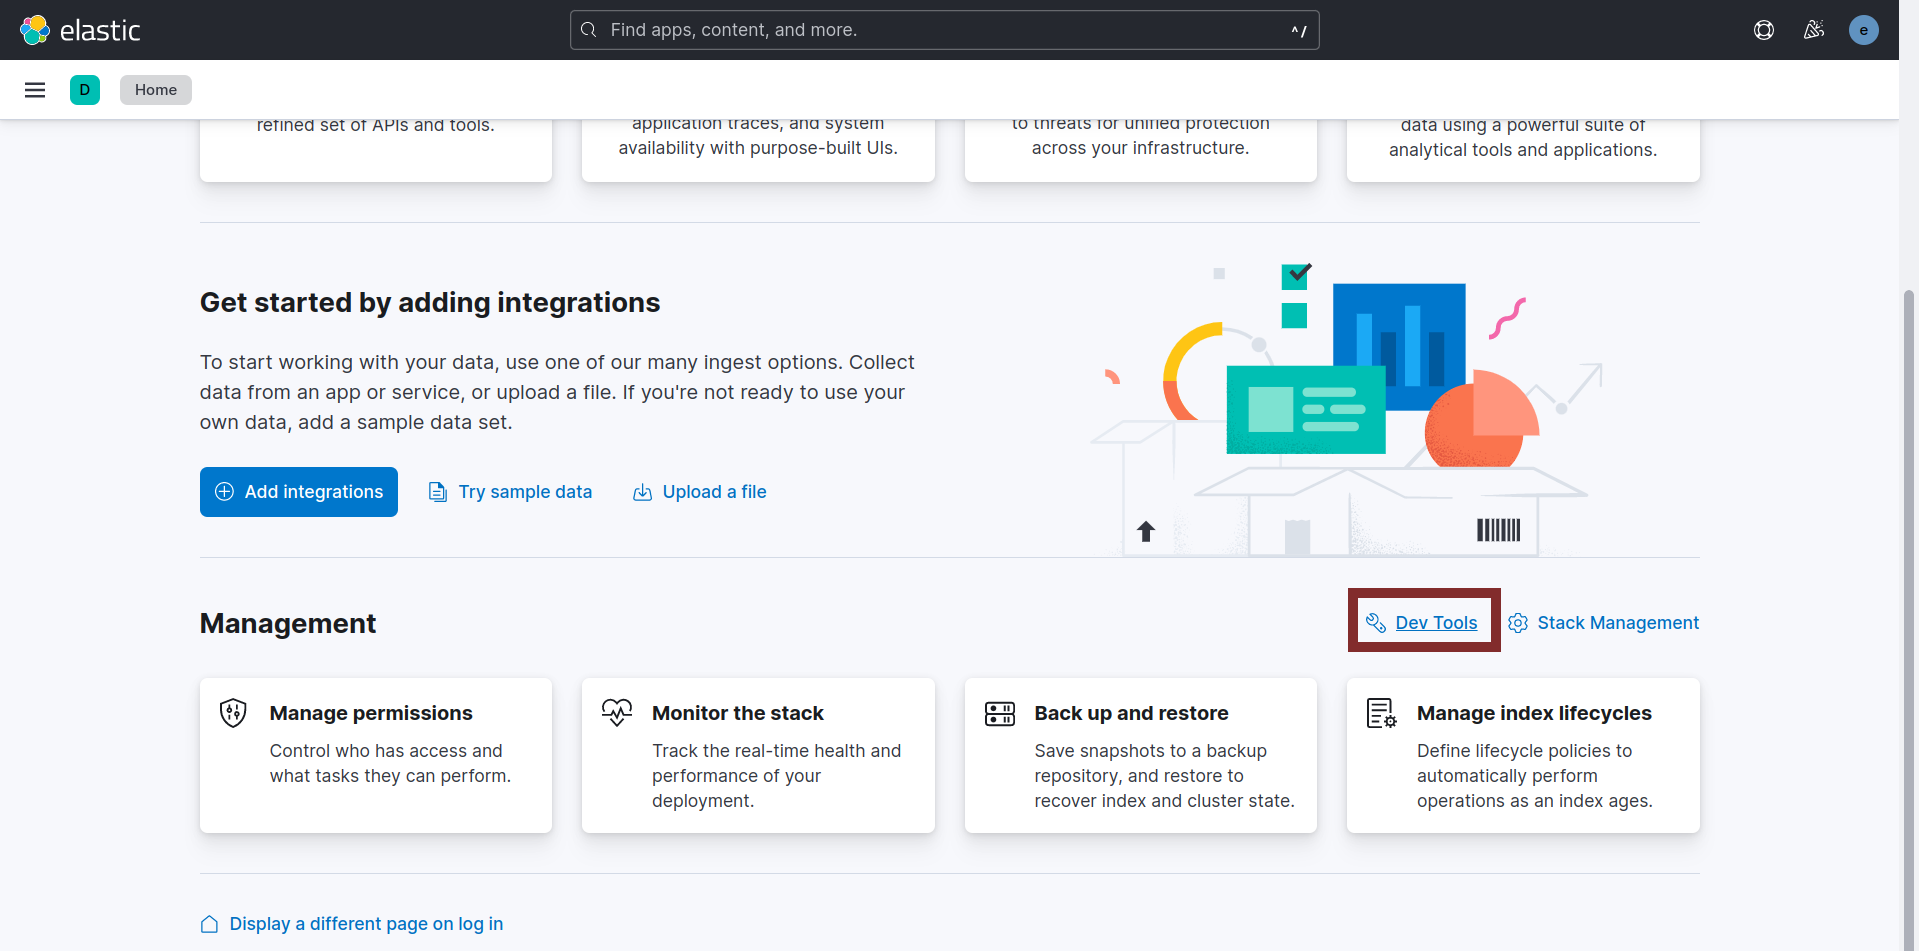 elastic
Find apps, content, and more.
^/
e
D
Home
refined set of APIs and tools.
application traces, and system
availability with purpose-built UIs.
to threats for unified protection
across your infrastructure.
data using a powerful suite of
analytical tools and applications.
Get started by adding integrations
To start working with your data, use one of our many ingest options. Collect
data from an app or service, or upload a file. If you're not ready to use your
own data, add a sample data set.
Add integrations
Try sample data
Upload a file
Management
Dev Tools
Stack Management
Manage permissions
Control who has access and
what tasks they can perform.
Monitor the stack
Track the real-time health and
performance of your
deployment.
Back up and restore
Save snapshots to a backup
repository, and restore to
recover index and cluster state.
Manage index lifecycles
Define lifecycle policies to
automatically perform
operations as an index ages.
Display a different page on log in